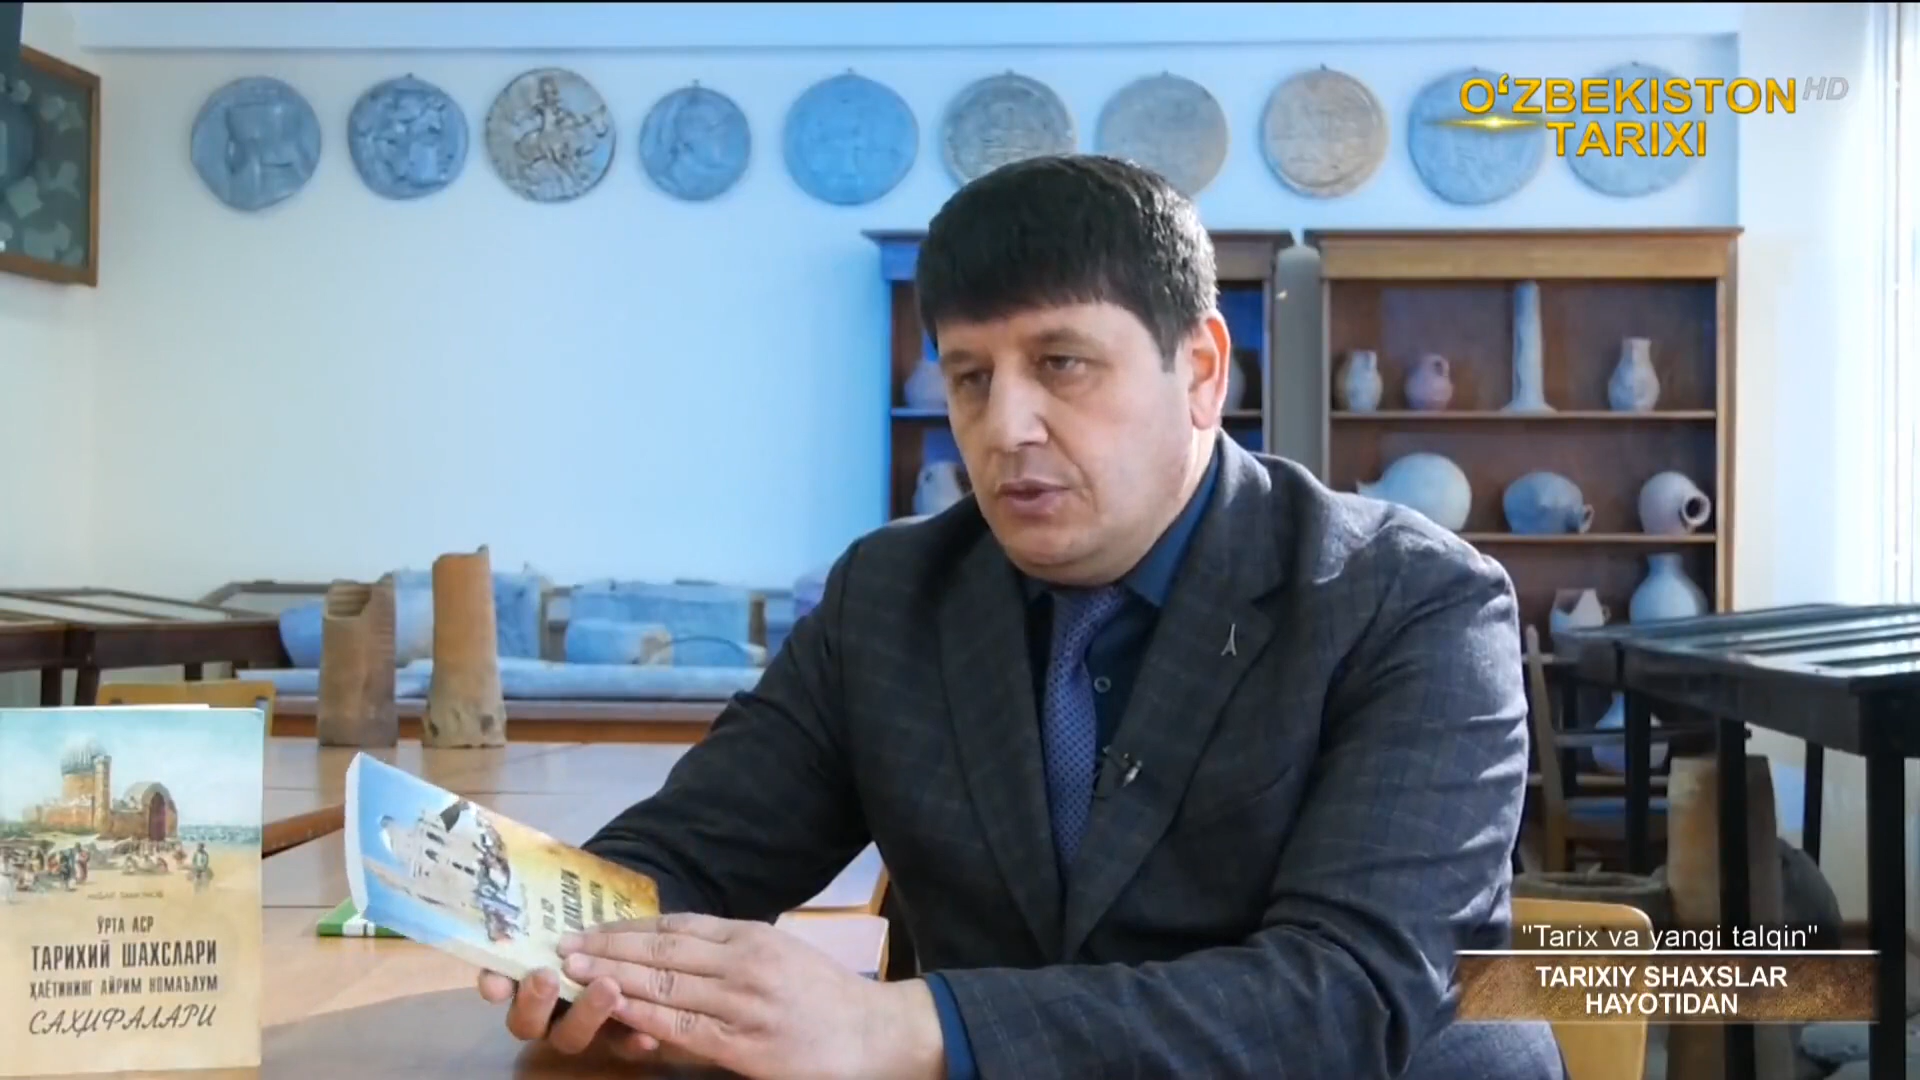 O‘ZBEKISTON HD
TARIXI
ЎРТА АСР
ТАРИХИЙ ШАХСЛАРИ
ҲАЁТИНИНГ АЙРИМ НОМАЪЛУМ
САҲИФАЛАРИ
"Tarix va yangi talqin"
TARIXIY SHAXSLAR
HAYOTIDAN